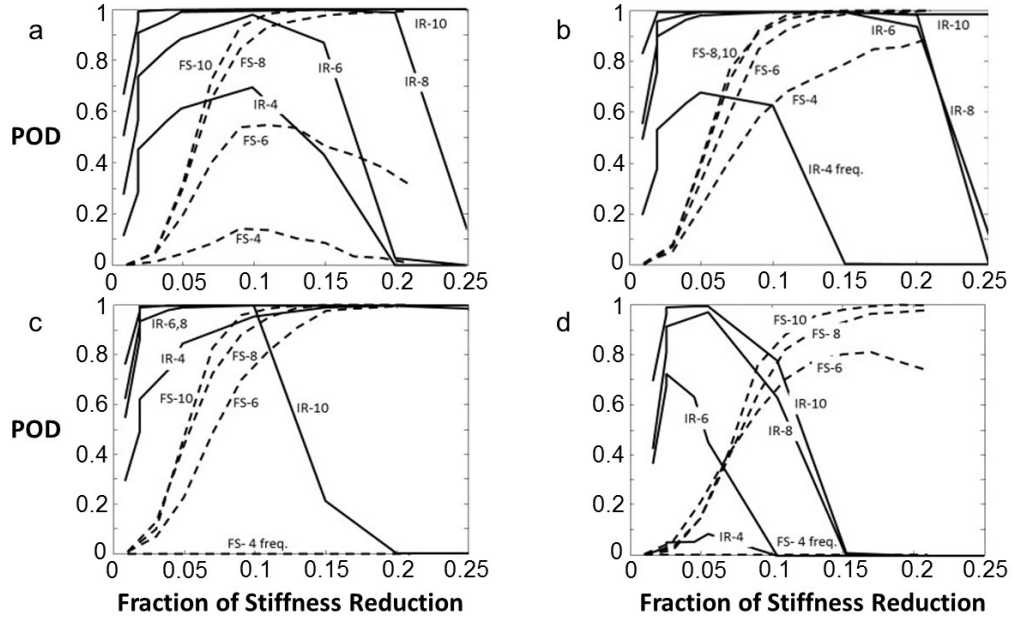 a
1
0.8
0.6
0.4
0.2
0
POD
FS-10
FS-8
IR-4
FS-6
FS-4
IR-6
IR-10
IR-8
0 0.05 0.1 0.15 0.2 0.25
b
1
0.8
0.6
0.4
0.2
0
FS-8,10
FS-6
FS-4
IR-6
IR-10
IR-8
IR-4 freq.
0 0.05 0.1 0.15 0.2 0.25
c
1
0.8
0.6
0.4
0.2
0
POD
IR-6,8
IR-4
FS-10
FS-8
FS-6
IR-10
FS- 4 freq.
0 0.05 0.1 0.15 0.2 0.25
Fraction of Stiffness Reduction
d
1
0.8
0.6
0.4
0.2
0
FS-10
FS- 8
FS-6
IR-6
IR-10
IR-8
IR-4
FS- 4 freq.
0 0.05 0.1 0.15 0.2 0.25
Fraction of Stiffness Reduction